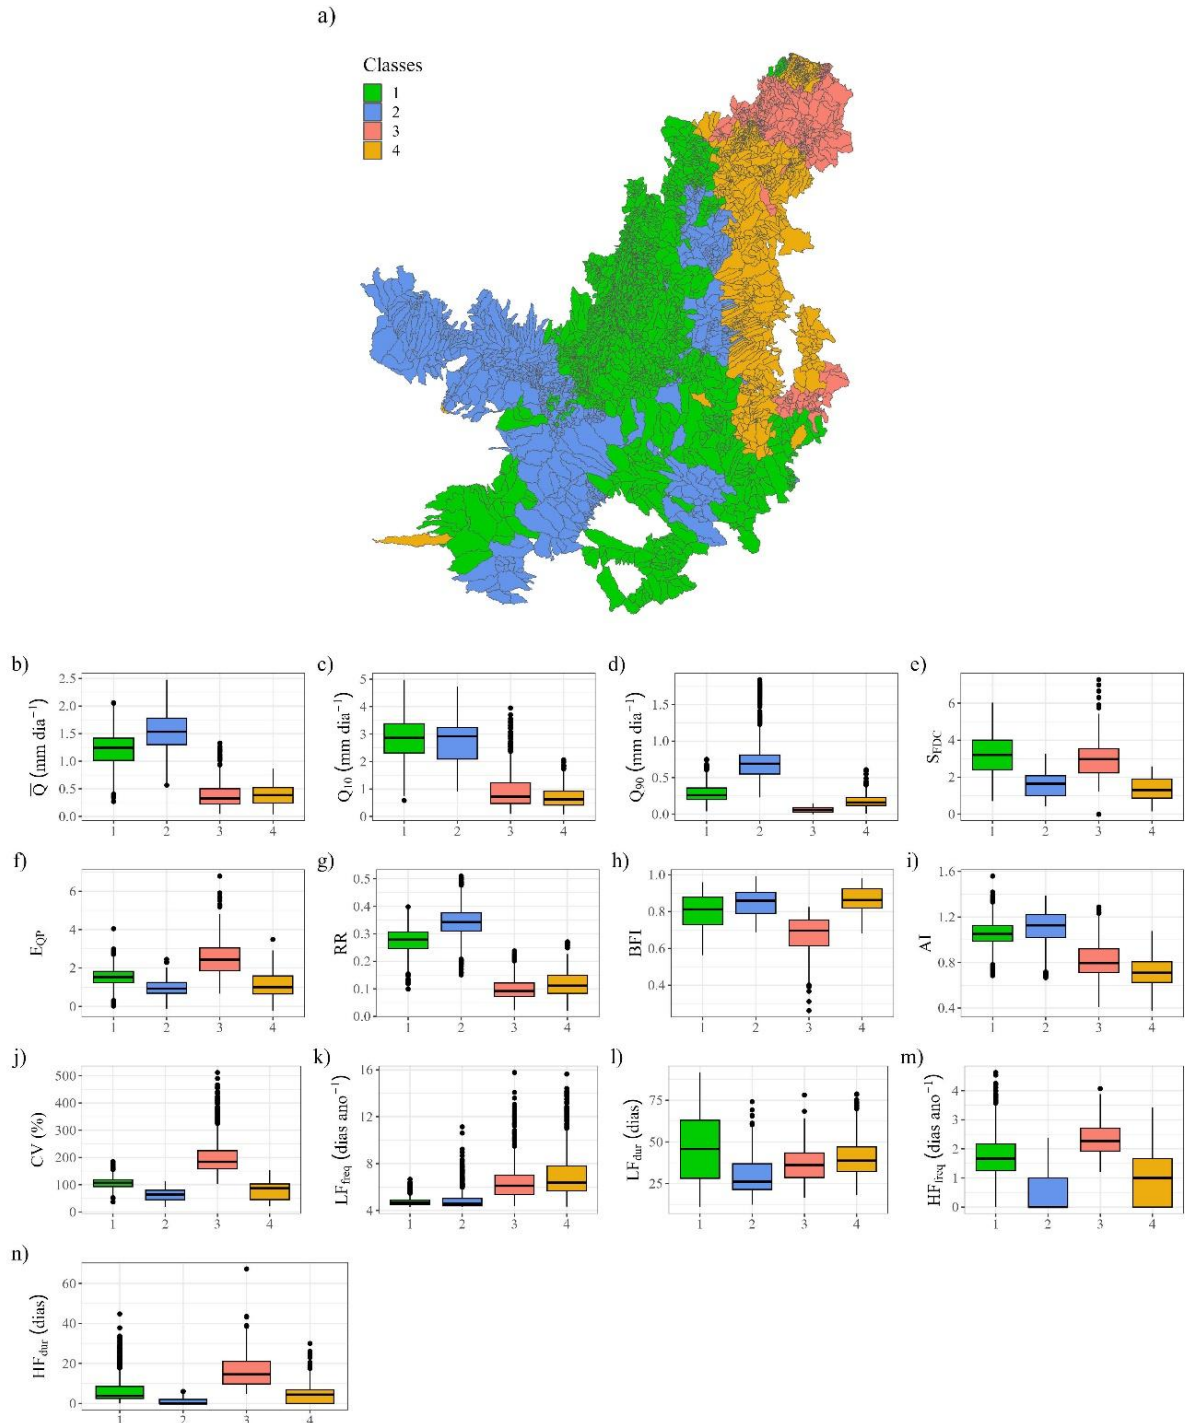 a)
Classes
1
2
3
4
b)
c)
d)
e)
Q̅ (mm dia⁻¹)
2.5
2.0
1.5
1.0
0.5
0.0
1 2 3 4
Q₁₀ (mm dia⁻¹)
5
4
3
2
1
0
1 2 3 4
Q₉₀ (mm dia⁻¹)
1.5
1.0
0.5
0.0
1 2 3 4
S_FDC
6
4
2
0
1 2 3 4
f)
g)
h)
i)
E_QP
6
4
2
0
1 2 3 4
RR
0.5
0.4
0.3
0.2
0.1
0.0
1 2 3 4
BFI
1.0
0.8
0.6
0.4
1 2 3 4
AI
1.6
1.2
0.8
0.4
1 2 3 4
j)
k)
l)
m)
CV (%)
500
400
300
200
100
0
1 2 3 4
LF_freq (dias ano⁻¹)
16
12
8
4
1 2 3 4
LF_dur (dias)
75
50
25
1 2 3 4
HF_freq (dias ano⁻¹)
4
3
2
1
0
1 2 3 4
n)
HF_dur (dias)
60
40
20
0
1 2 3 4